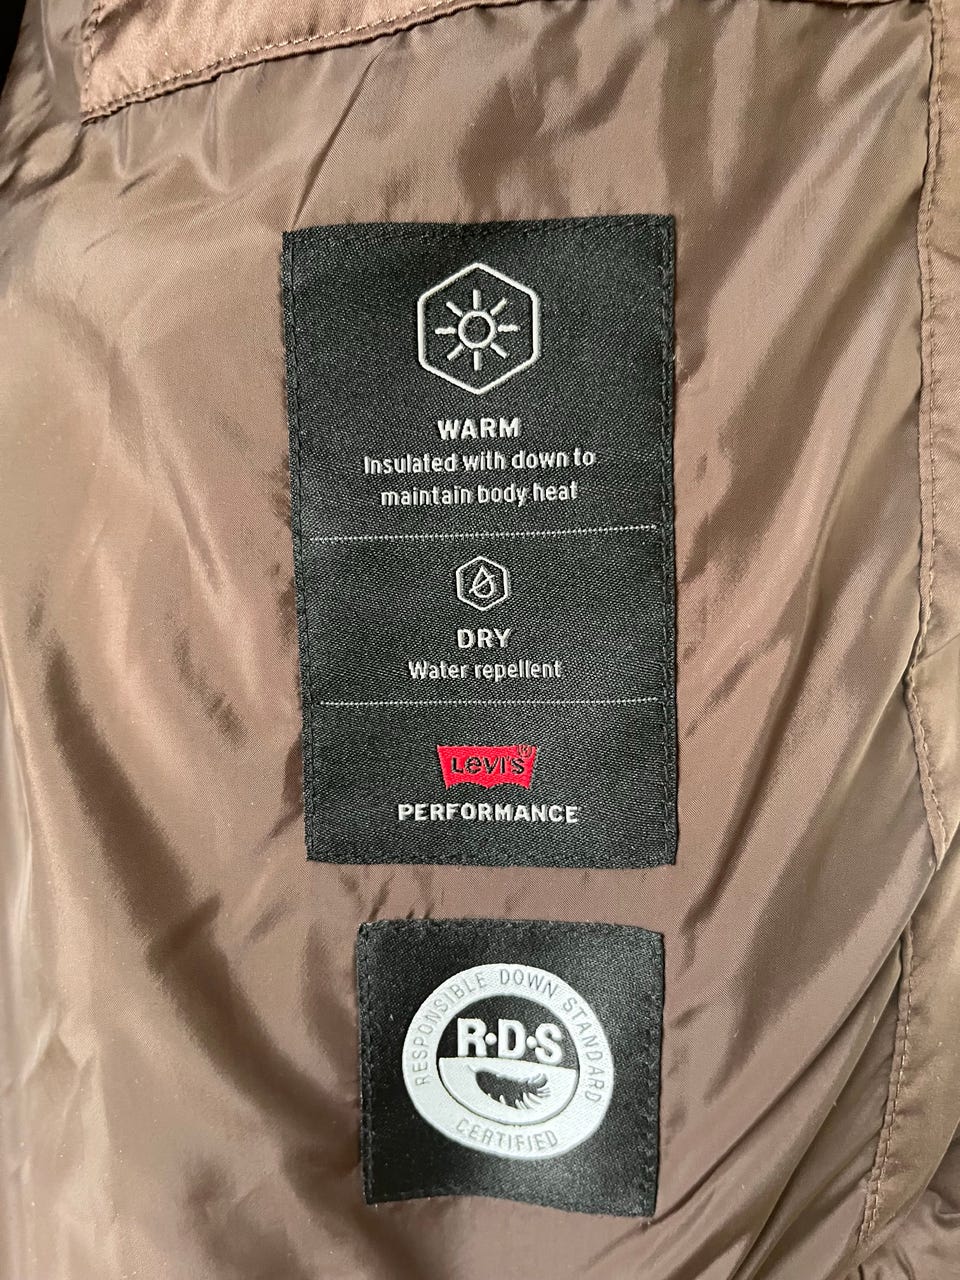 WARM
Insulated with down to
maintain body heat
DRY
Water repellent
Levi's®
PERFORMANCE
RESPONSIBLE DOWN STANDARD
R·D·S
CERTIFIED